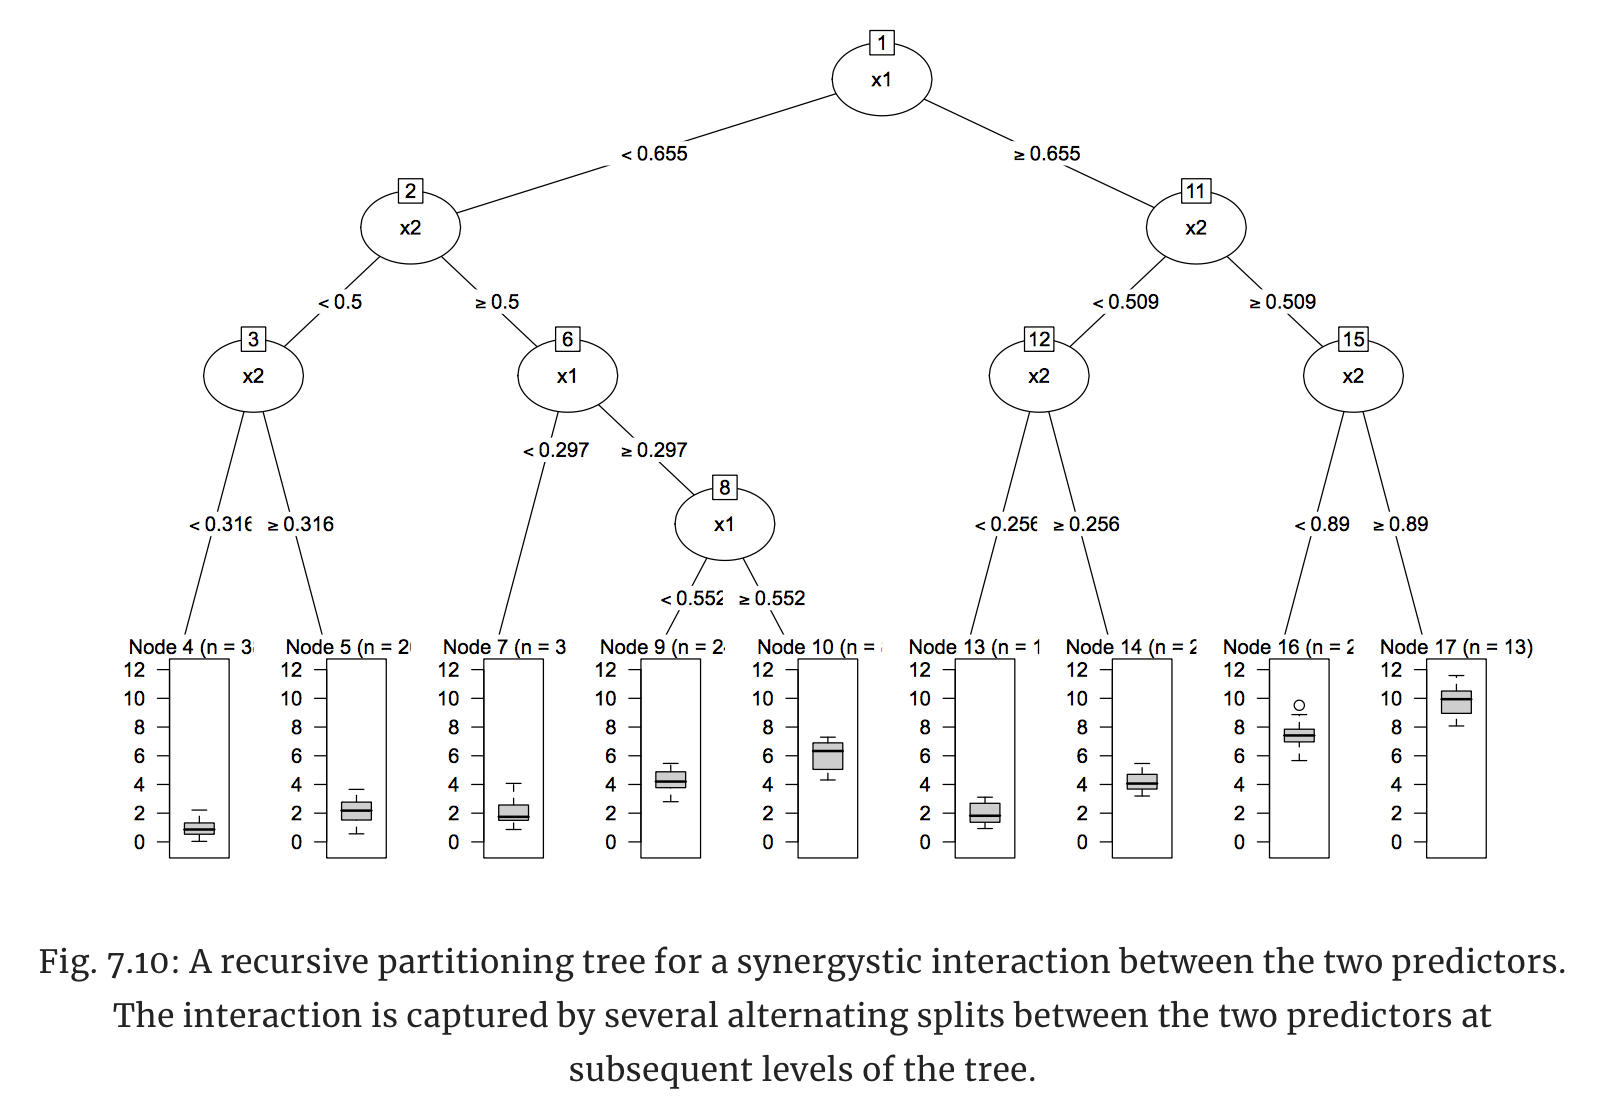 1
x1
< 0.655 ≥ 0.655
2 11
x2 x2
< 0.5 ≥ 0.5 < 0.509 ≥ 0.509
3 6 12 15
x2 x1 x2 x2
< 0.297 ≥ 0.297
8
x1
< 0.316 ≥ 0.316 < 0.256 ≥ 0.256 < 0.89 ≥ 0.89
< 0.552 ≥ 0.552
Node 4 (n = 3 Node 5 (n = 2 Node 7 (n = 3 Node 9 (n = 2 Node 10 (n = Node 13 (n = 1 Node 14 (n = 2 Node 16 (n = 2 Node 17 (n = 13)
12 12 12 12 12 12 12 12 12
10 10 10 10 10 10 10 10 10
8 8 8 8 8 8 8 8 8
6 6 6 6 6 6 6 6 6
4 4 4 4 4 4 4 4 4
2 2 2 2 2 2 2 2 2
0 0 0 0 0 0 0 0 0
Fig. 7.10: A recursive partitioning tree for a synergystic interaction between the two predictors.
The interaction is captured by several alternating splits between the two predictors at
subsequent levels of the tree.